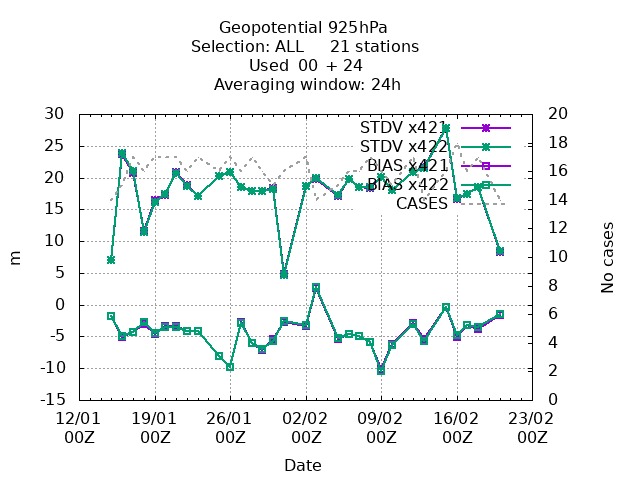 Geopotential 925hPa
Selection: ALL     21 stations
Used  00 + 24
Averaging window: 24h
30 20
STDV x421
25 18
STDV x422
20 16
BIAS x421
BIAS x422
15 14
CASES
10 12
5 10
0 8
-5 6
-10 4
-15 2
0
m
No cases
12/01 19/01 26/01 02/02 09/02 16/02 23/02
00Z 00Z 00Z 00Z 00Z 00Z 00Z
Date